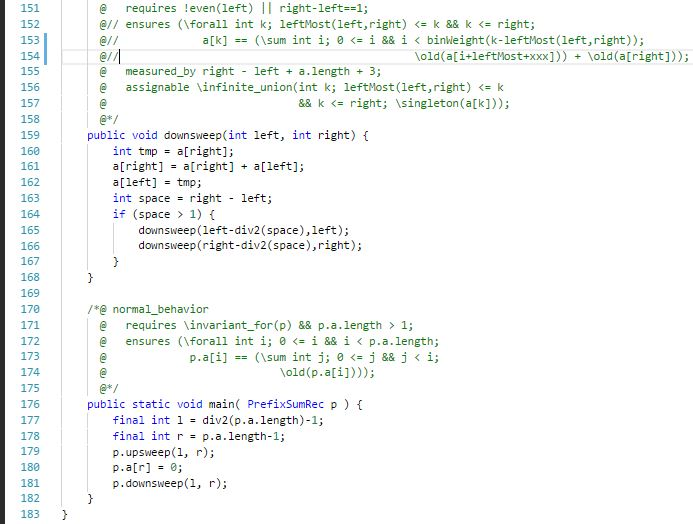 151 @ requires !even(left) || right-left==1;
152 @// ensures (\forall int k; leftMost(left,right) <= k && k <= right;
153 @// a[k] == (\sum int i; 0 <= i && i < binWeight(k-leftMost(left,right));
154 @// \old(a[i+leftMost+xxx])) + \old(a[right]));
155 @ measured_by right - left + a.length + 3;
156 @ assignable \infinite_union(int k; leftMost(left,right) <= k
157 @ && k <= right; \singleton(a[k]));
158 @*/
159 public void downsweep(int left, int right) {
160 int tmp = a[right];
161 a[right] = a[right] + a[left];
162 a[left] = tmp;
163 int space = right - left;
164 if (space > 1) {
165 downsweep(left-div2(space),left);
166 downsweep(right-div2(space),right);
167 }
168 }
169
170 /*@ normal_behavior
171 @ requires \invariant_for(p) && p.a.length > 1;
172 @ ensures (\forall int i; 0 <= i && i < p.a.length;
173 @ p.a[i] == (\sum int j; 0 <= j && j < i;
174 @ \old(p.a[i])));
175 @*/
176 public static void main( PrefixSumRec p ) {
177 final int l = div2(p.a.length)-1;
178 final int r = p.a.length-1;
179 p.upsweep(l, r);
180 p.a[r] = 0;
181 p.downsweep(l, r);
182 }
183 }